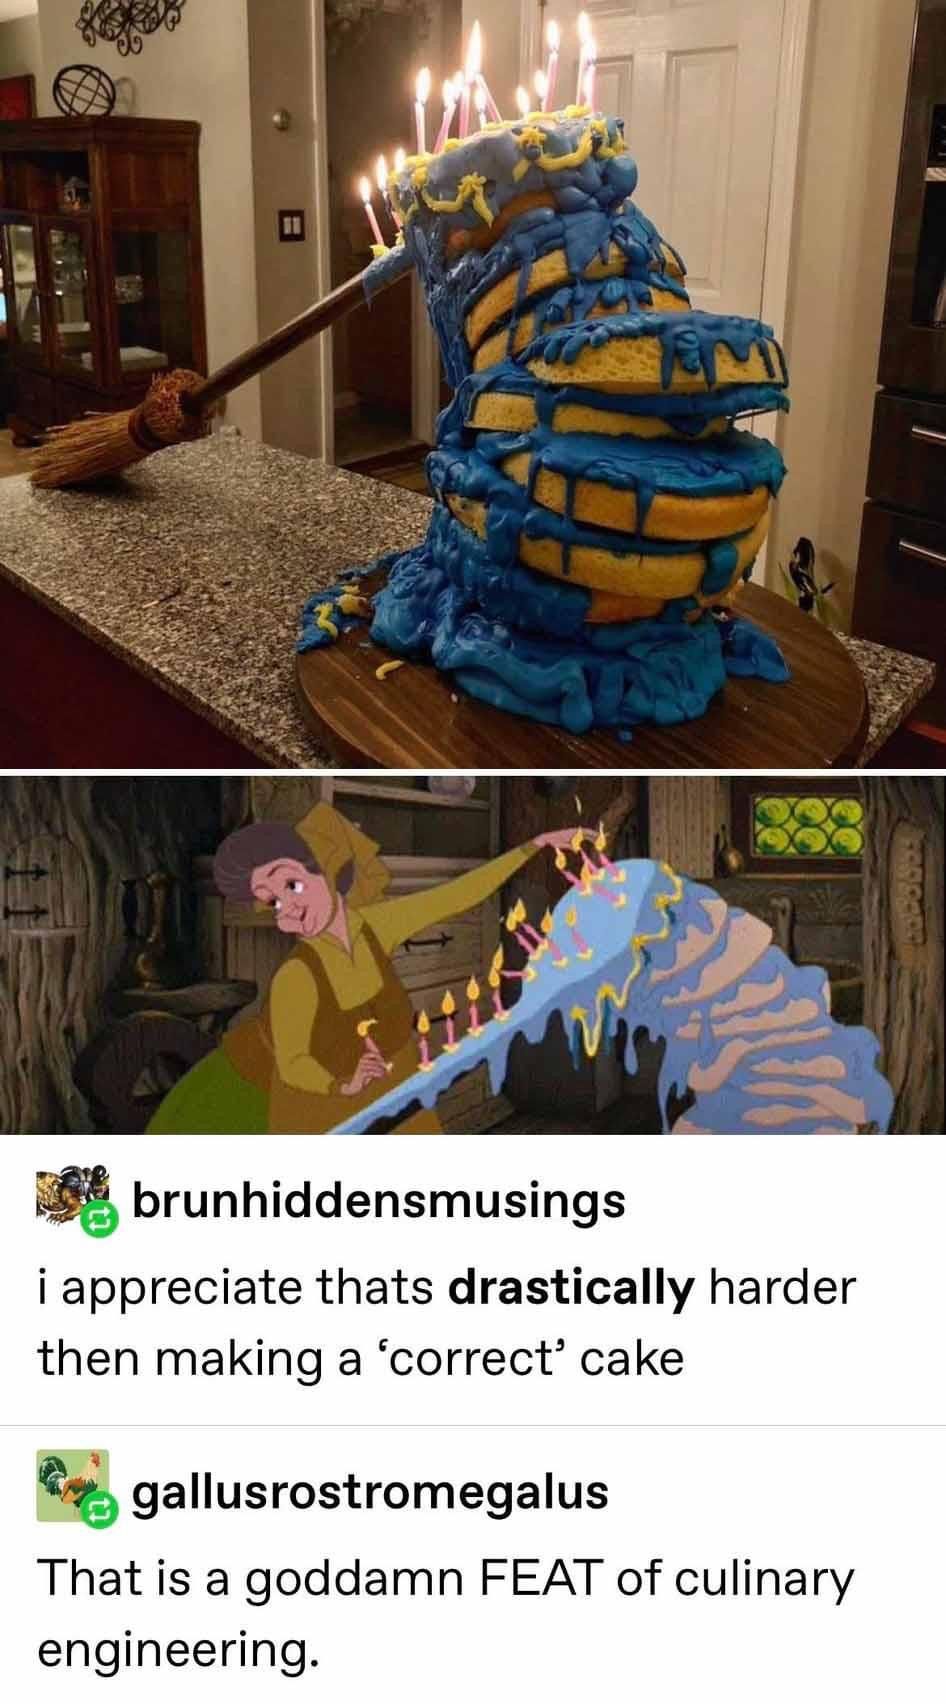 brunhiddensmusings
i appreciate thats drastically harder
then making a ‘correct’ cake
gallusrostromegalus
That is a goddamn FEAT of culinary
engineering.